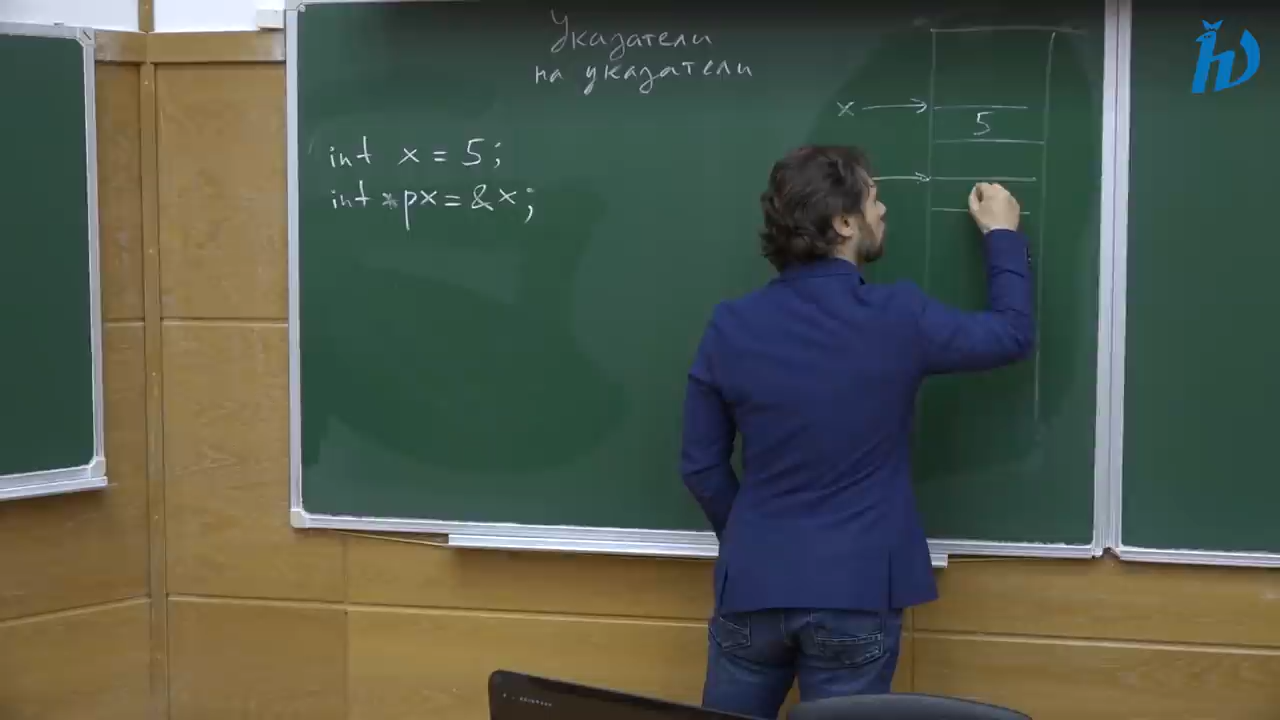 Указатели
на указатели
x
5
int x = 5;
int *px = &x;